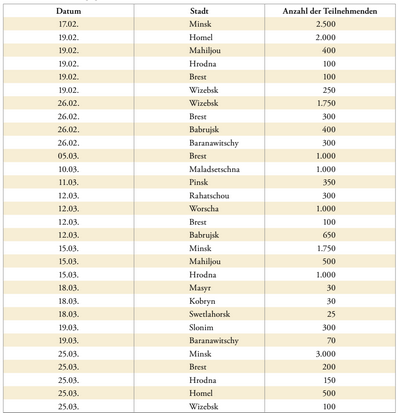 Datum Stadt Anzahl der Teilnehmenden
17.02. Minsk 2.500
19.02. Homel 2.000
19.02. Mahiljou 400
19.02. Hrodna 100
19.02. Brest 100
19.02. Wizebsk 250
26.02. Wizebsk 1.750
26.02. Brest 300
26.02. Babrujsk 400
26.02. Baranawitschy 300
05.03. Brest 1.000
10.03. Maladsetschna 1.000
11.03. Pinsk 350
12.03. Rahatschou 300
12.03. Worscha 1.000
12.03. Brest 100
12.03. Babrujsk 650
15.03. Minsk 1.750
15.03. Mahiljou 500
15.03. Hrodna 1.000
18.03. Masyr 30
18.03. Kobryn 30
18.03. Swetlahorsk 25
19.03. Slonim 300
19.03. Baranawitschy 70
25.03. Minsk 3.000
25.03. Brest 200
25.03. Hrodna 150
25.03. Homel 500
25.03. Wizebsk 100